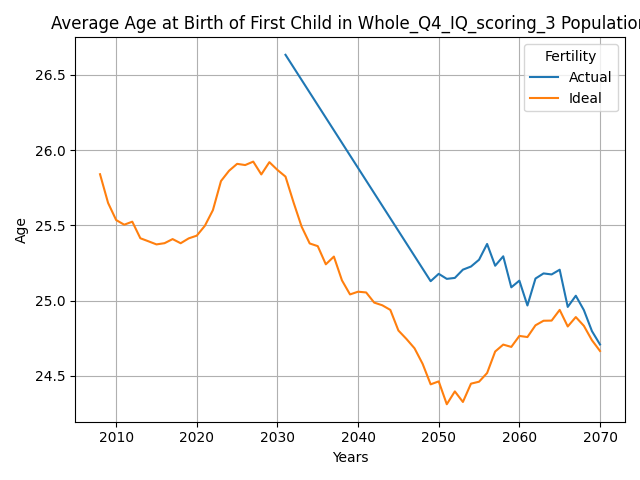 Average Age at Birth of First Child in Whole_Q4_IQ_scoring_3 Population
Fertility
Actual
Ideal
26.5
26.0
25.5
25.0
24.5
Age
2010 2020 2030 2040 2050 2060 2070
Years